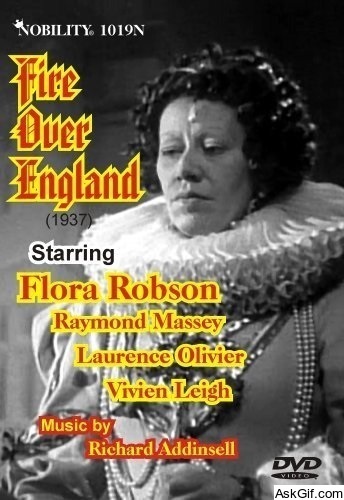 NOBILITY® 1019N
Fire
Over
England
(1937)
Starring
Flora Robson
Raymond Massey
Laurence Olivier
Vivien Leigh
Music by
Richard Addinsell
DVD
VIDEO
AskGif.com